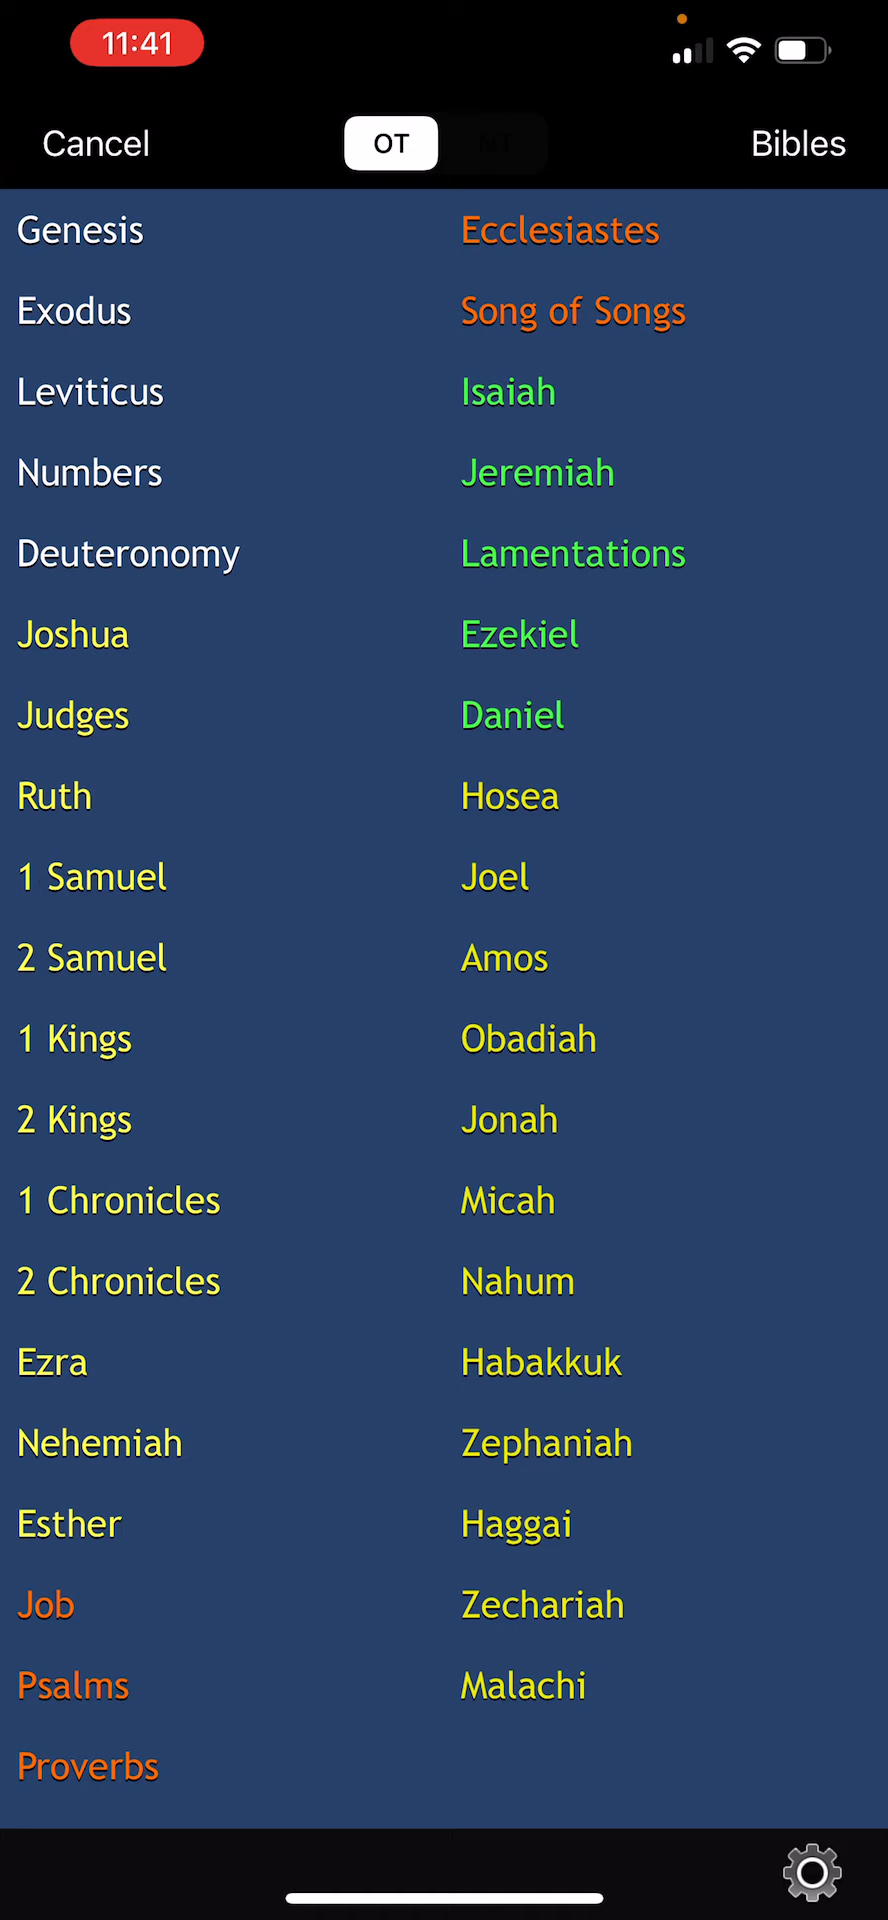 11:41
Cancel OT NT Bibles
Genesis
Exodus
Leviticus
Numbers
Deuteronomy
Joshua
Judges
Ruth
1 Samuel
2 Samuel
1 Kings
2 Kings
1 Chronicles
2 Chronicles
Ezra
Nehemiah
Esther
Job
Psalms
Proverbs
Ecclesiastes
Song of Songs
Isaiah
Jeremiah
Lamentations
Ezekiel
Daniel
Hosea
Joel
Amos
Obadiah
Jonah
Micah
Nahum
Habakkuk
Zephaniah
Haggai
Zechariah
Malachi